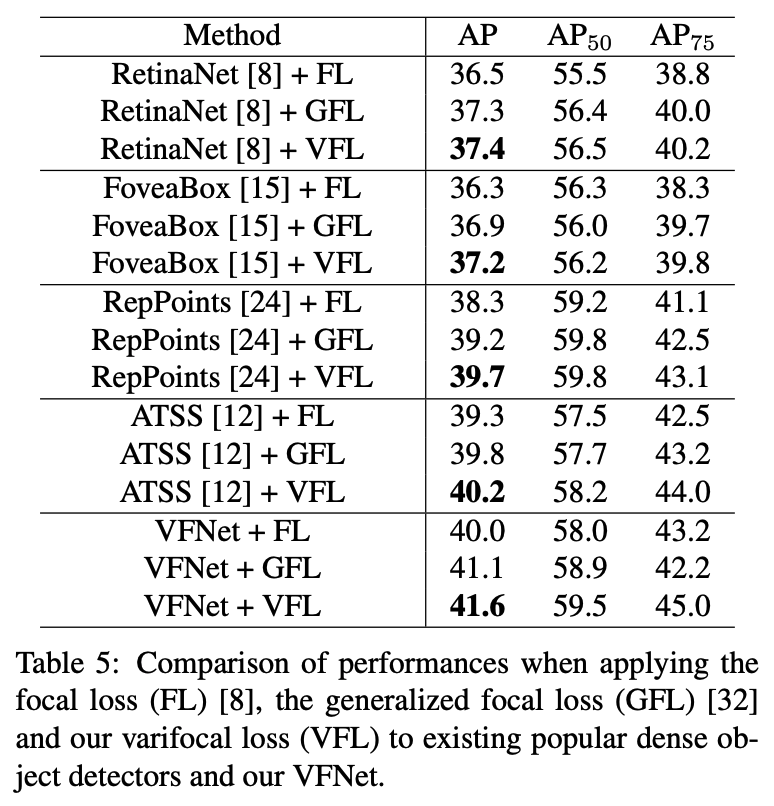 Method AP AP50 AP75
RetinaNet [8] + FL 36.5 55.5 38.8
RetinaNet [8] + GFL 37.3 56.4 40.0
RetinaNet [8] + VFL 37.4 56.5 40.2
FoveaBox [15] + FL 36.3 56.3 38.3
FoveaBox [15] + GFL 36.9 56.0 39.7
FoveaBox [15] + VFL 37.2 56.2 39.8
RepPoints [24] + FL 38.3 59.2 41.1
RepPoints [24] + GFL 39.2 59.8 42.5
RepPoints [24] + VFL 39.7 59.8 43.1
ATSS [12] + FL 39.3 57.5 42.5
ATSS [12] + GFL 39.8 57.7 43.2
ATSS [12] + VFL 40.2 58.2 44.0
VFNet + FL 40.0 58.0 43.2
VFNet + GFL 41.1 58.9 42.2
VFNet + VFL 41.6 59.5 45.0
Table 5: Comparison of performances when applying the
focal loss (FL) [8], the generalized focal loss (GFL) [32]
and our varifocal loss (VFL) to existing popular dense ob-
ject detectors and our VFNet.